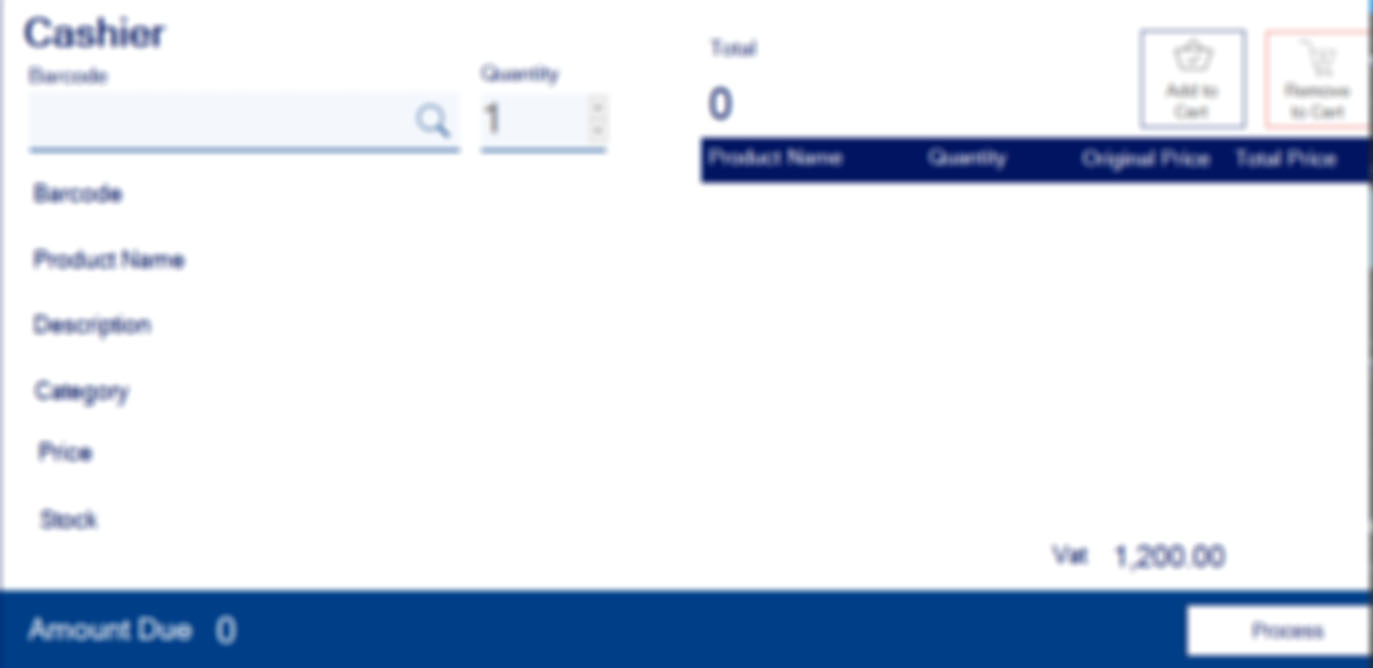 Cashier
Barcode
Quantity
1
Total
0
Add to
Cart
Remove
to Cart
Product Name Quantity Original Price Total Price
Barcode
Product Name
Description
Category
Price
Stock
Vat 1,200.00
Amount Due 0
Process